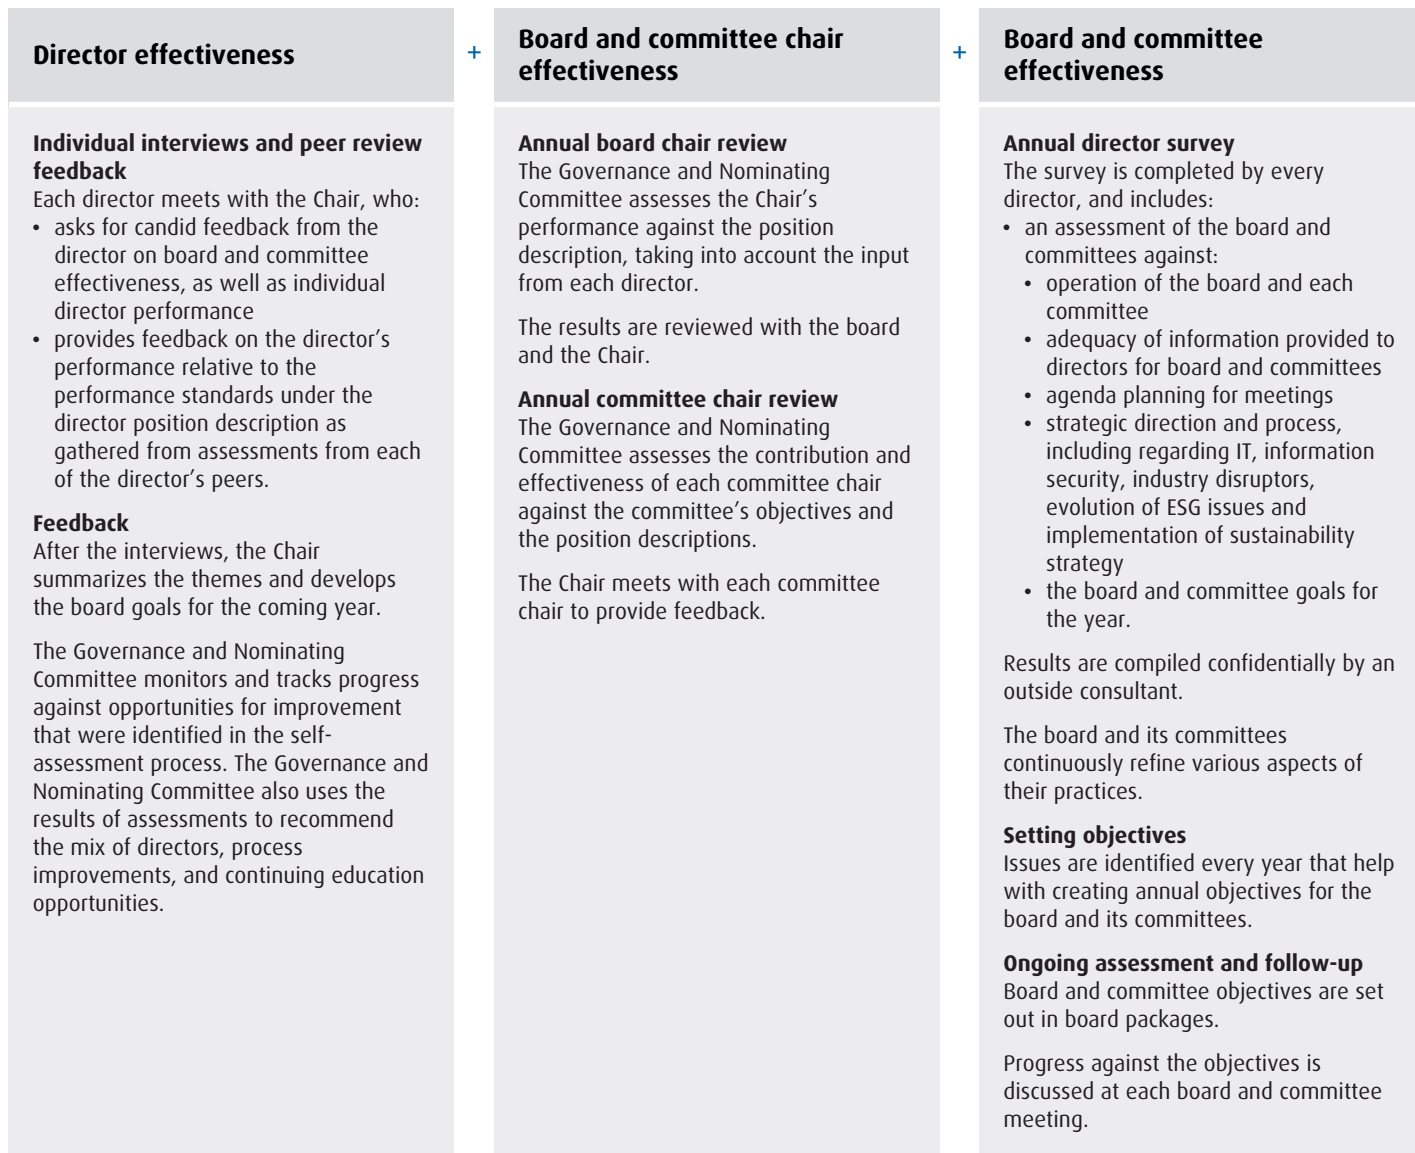 Director effectiveness
+
Board and committee chair
effectiveness
+
Board and committee
effectiveness
Individual interviews and peer review
feedback
Each director meets with the Chair, who:
• asks for candid feedback from the
director on board and committee
effectiveness, as well as individual
director performance
• provides feedback on the director’s
performance relative to the
performance standards under the
director position description as
gathered from assessments from each
of the director’s peers.
Feedback
After the interviews, the Chair
summarizes the themes and develops
the board goals for the coming year.
The Governance and Nominating
Committee monitors and tracks progress
against opportunities for improvement
that were identified in the self-
assessment process. The Governance and
Nominating Committee also uses the
results of assessments to recommend
the mix of directors, process
improvements, and continuing education
opportunities.
Annual board chair review
The Governance and Nominating
Committee assesses the Chair’s
performance against the position
description, taking into account the input
from each director.
The results are reviewed with the board
and the Chair.
Annual committee chair review
The Governance and Nominating
Committee assesses the contribution and
effectiveness of each committee chair
against the committee’s objectives and
the position descriptions.
The Chair meets with each committee
chair to provide feedback.
Annual director survey
The survey is completed by every
director, and includes:
• an assessment of the board and
committees against:
• operation of the board and each
committee
• adequacy of information provided to
directors for board and committees
• agenda planning for meetings
• strategic direction and process,
including regarding IT, information
security, industry disruptors,
evolution of ESG issues and
implementation of sustainability
strategy
• the board and committee goals for
the year.
Results are compiled confidentially by an
outside consultant.
The board and its committees
continuously refine various aspects of
their practices.
Setting objectives
Issues are identified every year that help
with creating annual objectives for the
board and its committees.
Ongoing assessment and follow-up
Board and committee objectives are set
out in board packages.
Progress against the objectives is
discussed at each board and committee
meeting.